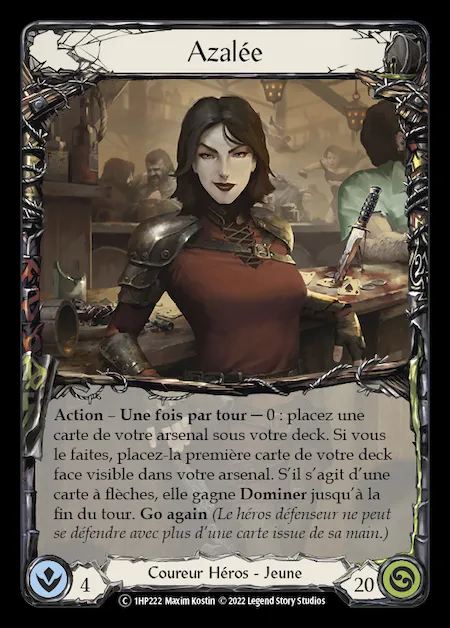 Azalée
Action – Une fois par tour — 0 : placez une
carte de votre arsenal sous votre deck. Si vous
le faites, placez-la première carte de votre deck
face visible dans votre arsenal. S'il s'agit d'une
carte à flèches, elle gagne Dominer jusqu'à la
fin du tour. Go again (Le héros défenseur ne peut
se défendre avec plus d'une carte issue de sa main.)
4
Coureur Héros - Jeune
20
C 1HP222 Maxim Kostin © 2022 Legend Story Studios